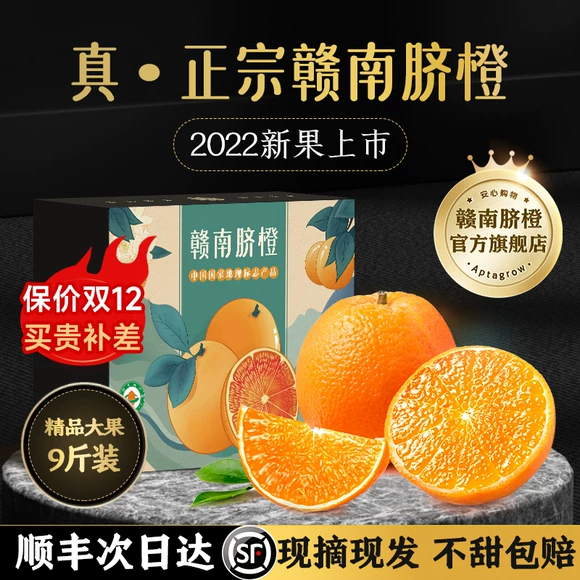 真·正宗赣南脐橙
2022新果上市
安心购物
赣南脐橙
官方旗舰店
Aptagrow
赣南脐橙
中国国家地理标志产品
保价双12
买贵补差
精品大果
9斤装
顺丰次日达 SF 现摘现发 不甜包赔